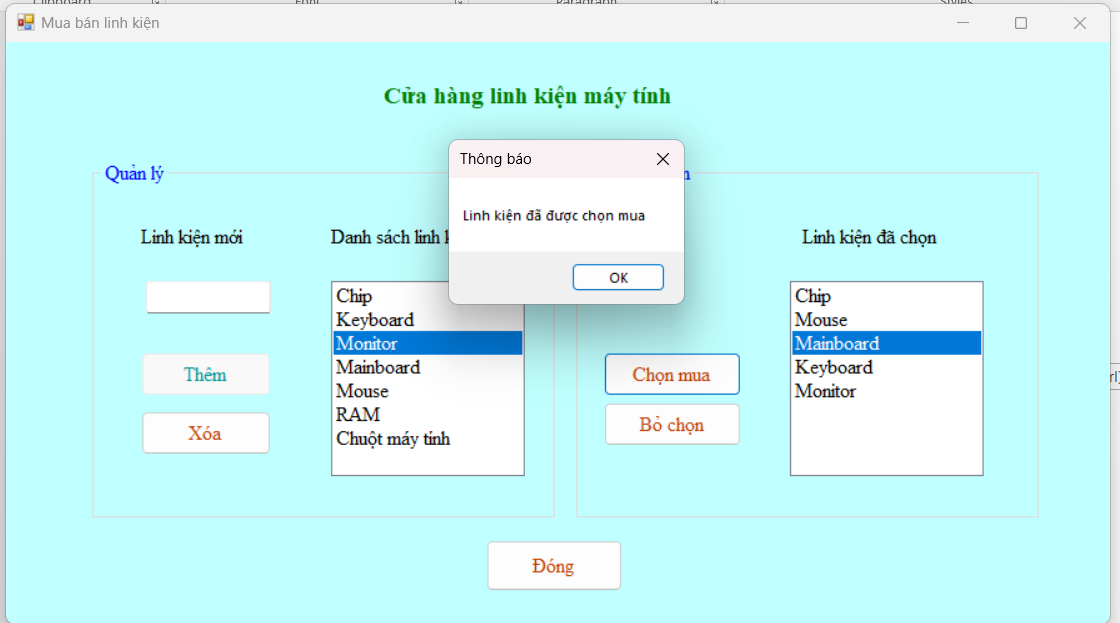 Mua bán linh kiện
Cửa hàng linh kiện máy tính
Thông báo
Linh kiện đã được chọn mua
OK
Quản lý
Linh kiện mới
Danh sách linh
Thêm
Xóa
Chip
Keyboard
Monitor
Mainboard
Mouse
RAM
Chuột máy tính
Chọn mua
Bỏ chọn
Linh kiện đã chọn
Chip
Mouse
Mainboard
Keyboard
Monitor
Đóng